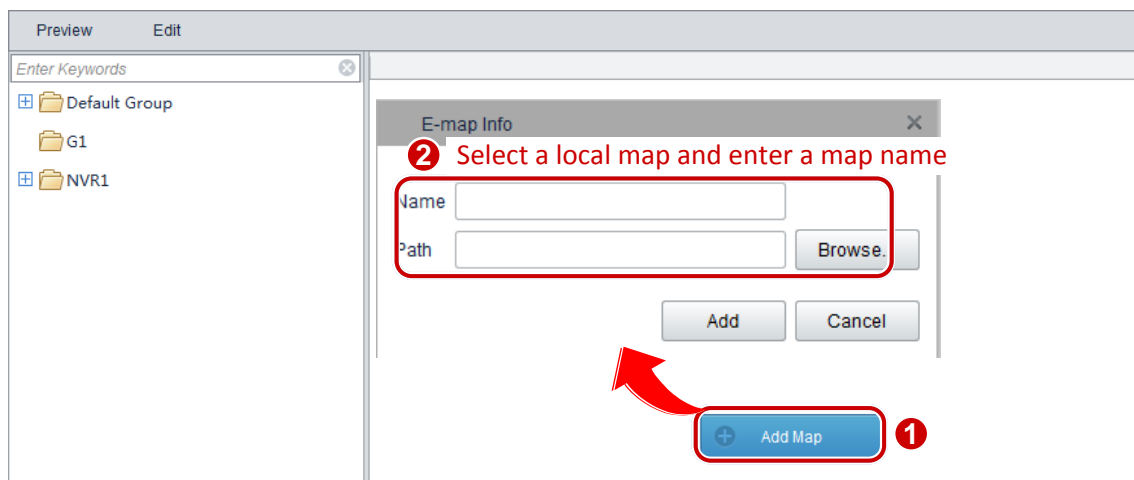 Preview Edit
Enter Keywords
Default Group
G1
NVR1
E-map Info
2 Select a local map and enter a map name
Name
Path Browse..
Add Cancel
Add Map 1